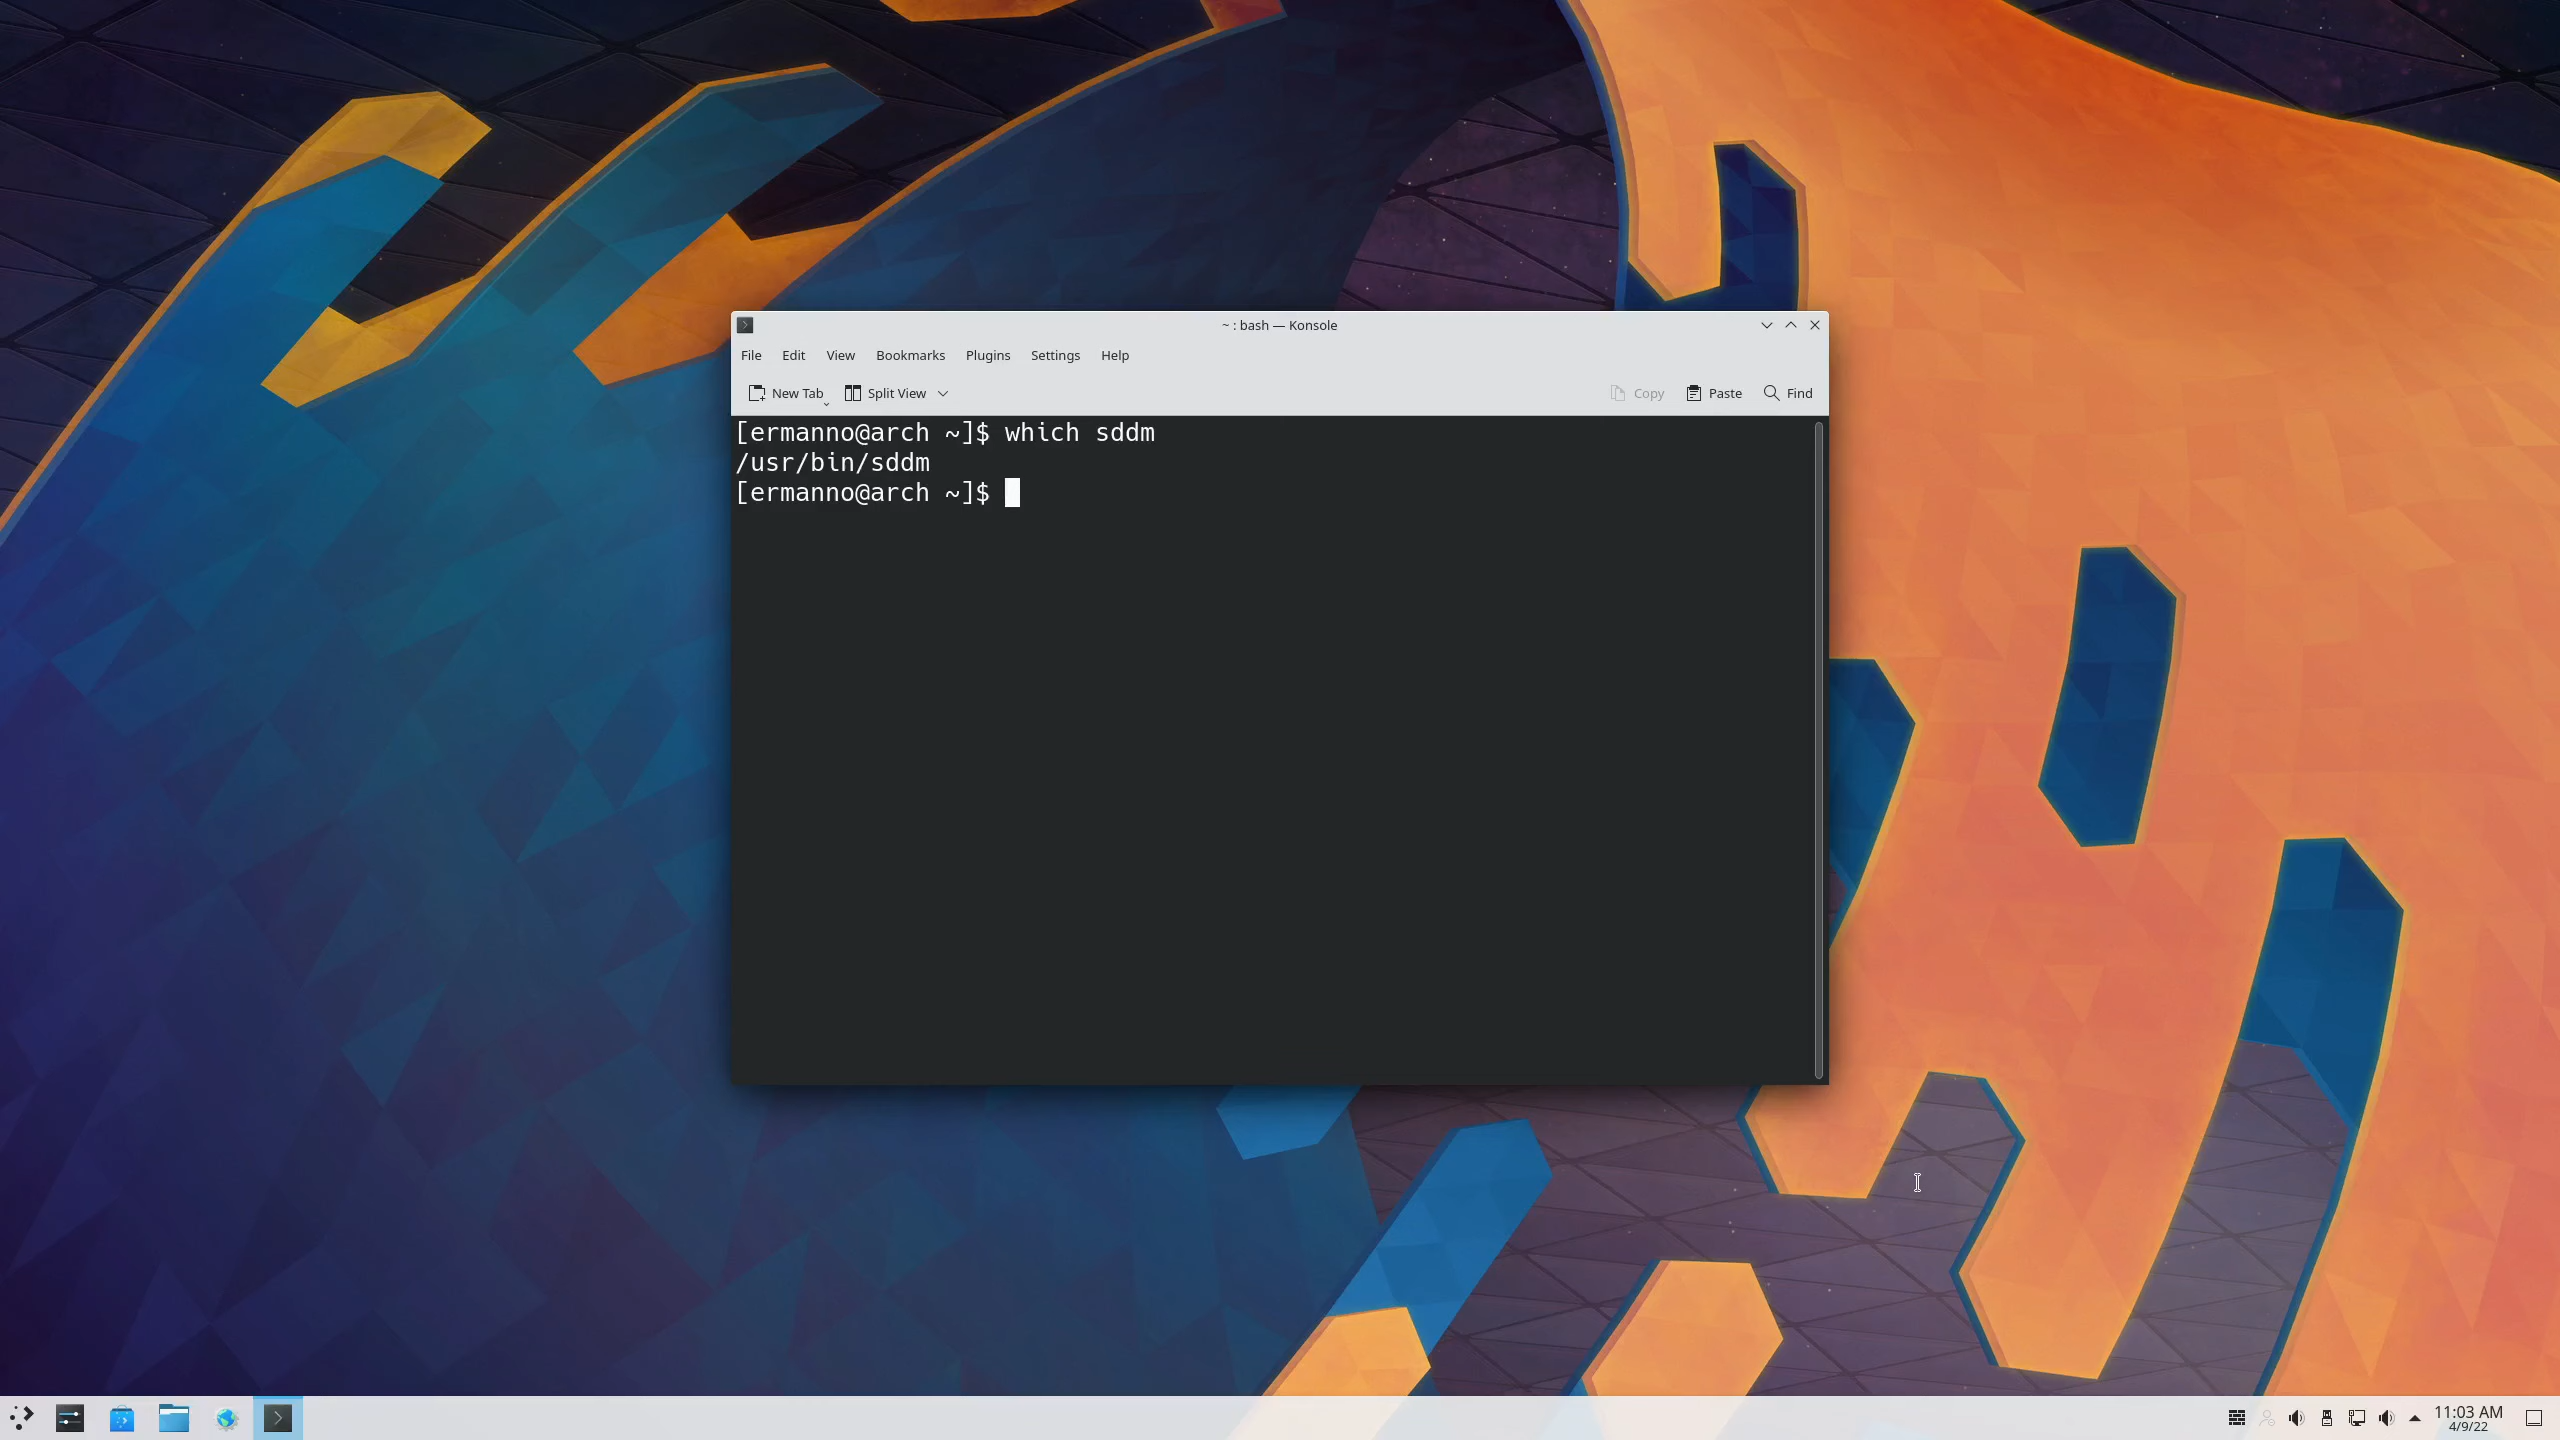 ~ : bash — Konsole
File Edit View Bookmarks Plugins Settings Help
New Tab Split View Copy Paste Find
[ermanno@arch ~]$ which sddm
/usr/bin/sddm
[ermanno@arch ~]$
11:03 AM
4/9/22